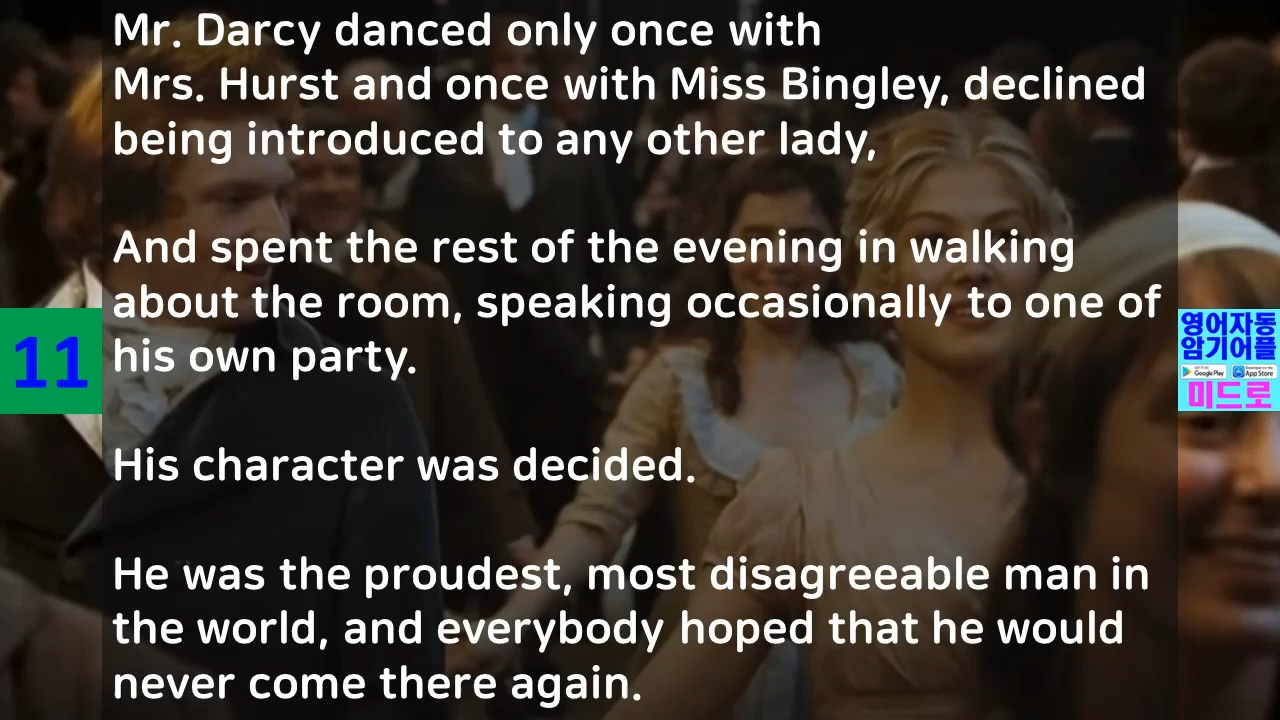 Mr. Darcy danced only once with
Mrs. Hurst and once with Miss Bingley, declined
being introduced to any other lady,
And spent the rest of the evening in walking
about the room, speaking occasionally to one of
his own party.
11
영어자동
암기어플
Google Play
App Store
미드로
His character was decided.
He was the proudest, most disagreeable man in
the world, and everybody hoped that he would
never come there again.